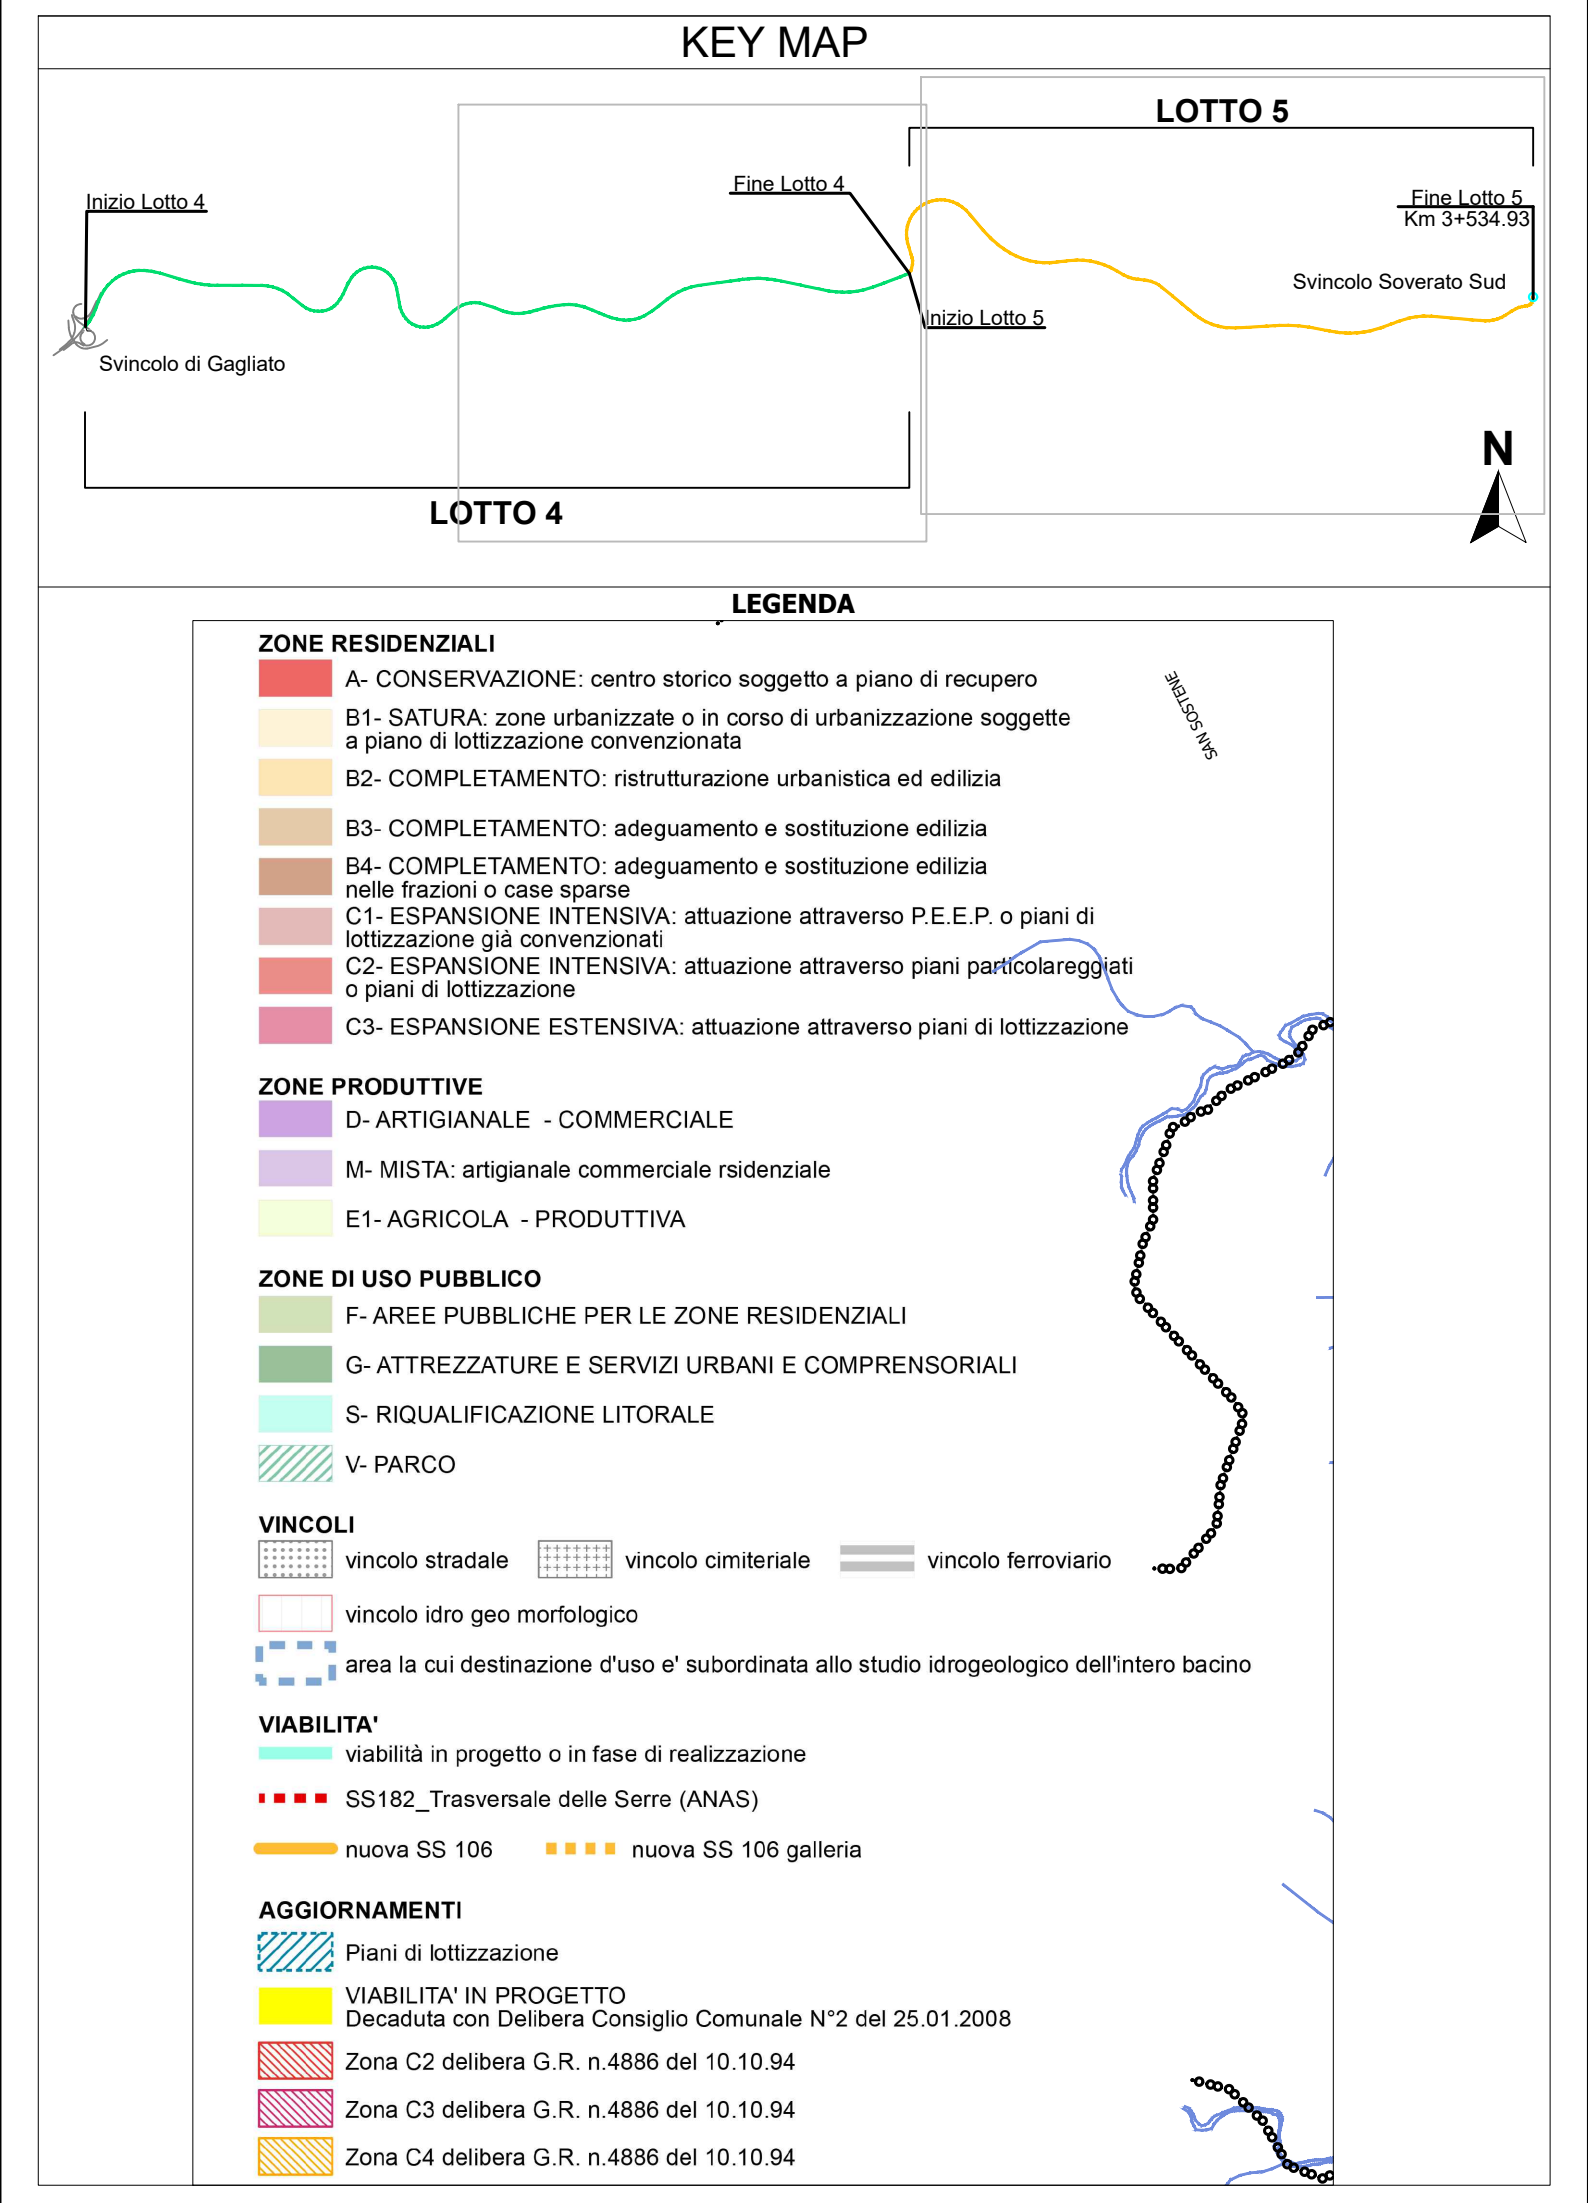 KEY MAP
LOTTO 5
Inizio Lotto 4
Fine Lotto 4
Fine Lotto 5
Km 3+534.93
Svincolo Soverato Sud
Inizio Lotto 5
Svincolo di Gagliato
N
LOTTO 4
LEGENDA
ZONE RESIDENZIALI
A- CONSERVAZIONE: centro storico soggetto a piano di recupero
SAN SOSTENE
B1- SATURA: zone urbanizzate o in corso di urbanizzazione soggette
a piano di lottizzazione convenzionata
B2- COMPLETAMENTO: ristrutturazione urbanistica ed edilizia
B3- COMPLETAMENTO: adeguamento e sostituzione edilizia
B4- COMPLETAMENTO: adeguamento e sostituzione edilizia
nelle frazioni o case sparse
C1- ESPANSIONE INTENSIVA: attuazione attraverso P.E.E.P. o piani di
lottizzazione già convenzionati
C2- ESPANSIONE INTENSIVA: attuazione attraverso piani particolareggiati
o piani di lottizzazione
C3- ESPANSIONE ESTENSIVA: attuazione attraverso piani di lottizzazione
ZONE PRODUTTIVE
D- ARTIGIANALE - COMMERCIALE
M- MISTA: artigianale commerciale rsidenziale
E1- AGRICOLA - PRODUTTIVA
ZONE DI USO PUBBLICO
F- AREE PUBBLICHE PER LE ZONE RESIDENZIALI
G- ATTREZZATURE E SERVIZI URBANI E COMPRENSORIALI
S- RIQUALIFICAZIONE LITORALE
V- PARCO
VINCOLI
vincolo stradale vincolo cimiteriale vincolo ferroviario
vincolo idro geo morfologico
area la cui destinazione d'uso e' subordinata allo studio idrogeologico dell'intero bacino
VIABILITA'
viabilità in progetto o in fase di realizzazione
SS182_Trasversale delle Serre (ANAS)
nuova SS 106 nuova SS 106 galleria
AGGIORNAMENTI
Piani di lottizzazione
VIABILITA' IN PROGETTO
Decaduta con Delibera Consiglio Comunale N°2 del 25.01.2008
Zona C2 delibera G.R. n.4886 del 10.10.94
Zona C3 delibera G.R. n.4886 del 10.10.94
Zona C4 delibera G.R. n.4886 del 10.10.94